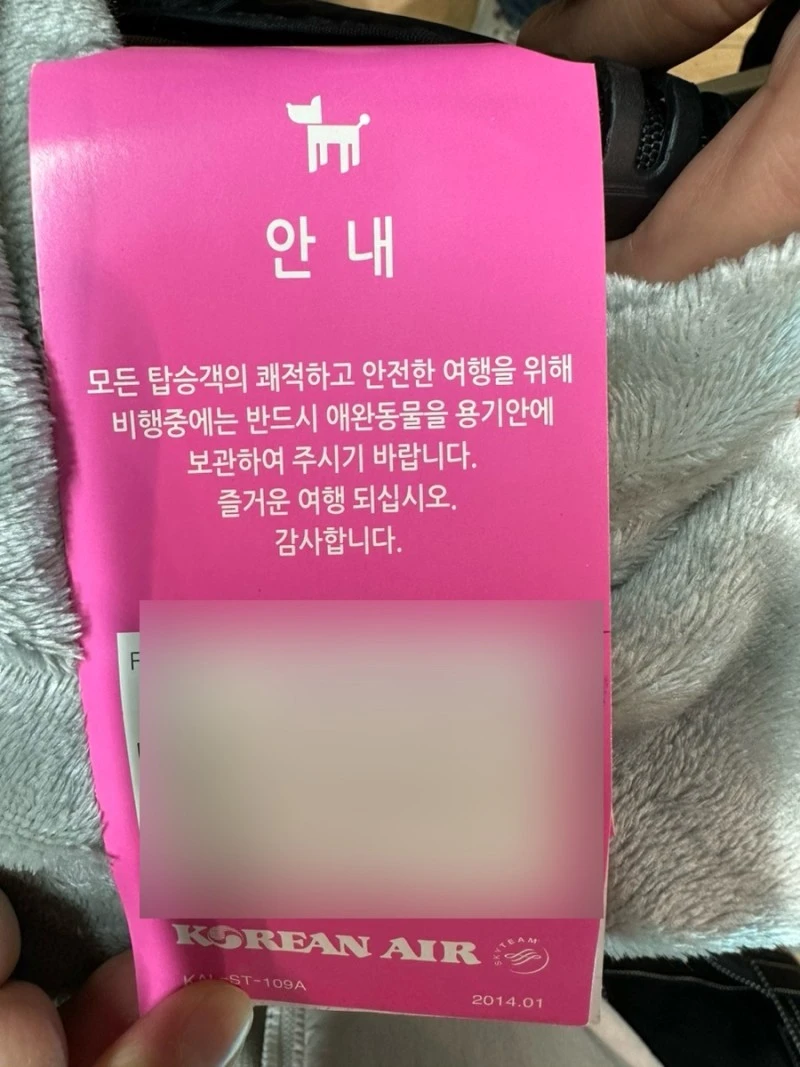 안 내
모든 탑승객의 쾌적하고 안전한 여행을 위해
비행중에는 반드시 애완동물을 용기안에
보관하여 주시기 바랍니다.
즐거운 여행 되십시오.
감사합니다.
F
KOREAN AIR
SKYTEAM
KAL-ST-109A
2014.01